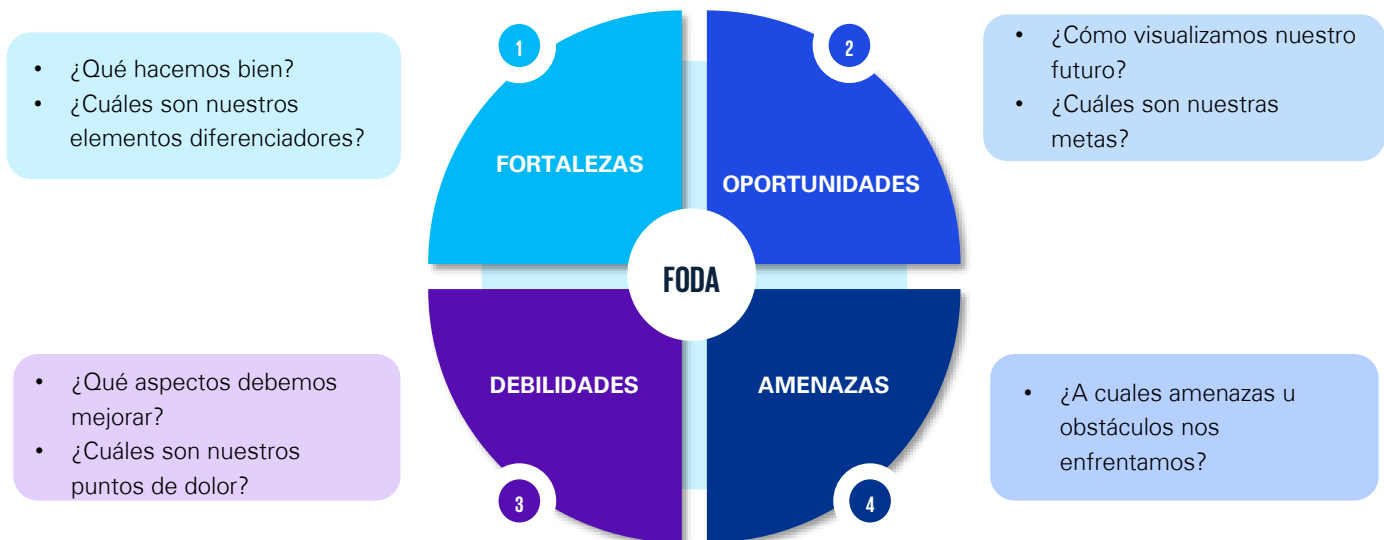 1
• ¿Qué hacemos bien?
• ¿Cuáles son nuestros
elementos diferenciadores?
FORTALEZAS
2
• ¿Cómo visualizamos nuestro
futuro?
• ¿Cuáles son nuestras
metas?
OPORTUNIDADES
FODA
• ¿Qué aspectos debemos
mejorar?
• ¿Cuáles son nuestros
puntos de dolor?
DEBILIDADES
3
AMENAZAS
• ¿A cuales amenazas u
obstáculos nos
enfrentamos?
4